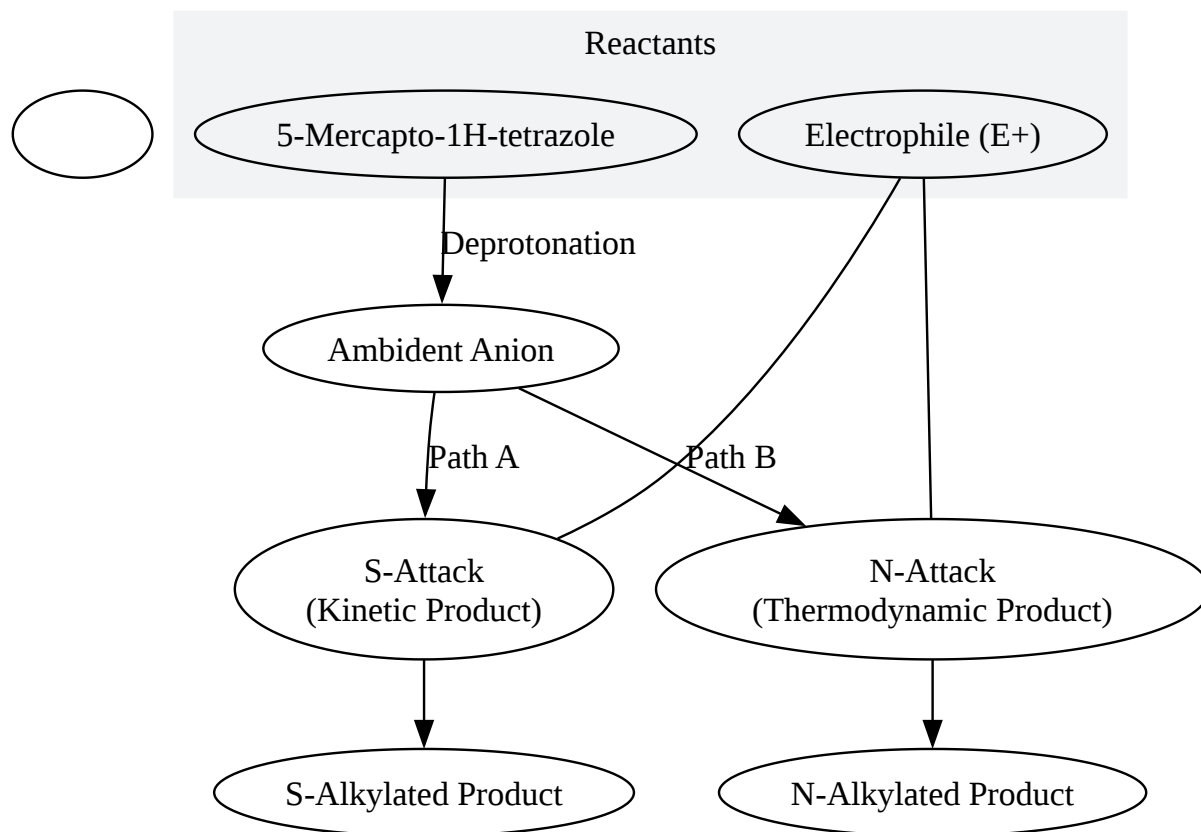 Reactants
5-Mercapto-1H-tetrazole
Electrophile (E+)
Deprotonation
Ambident Anion
Path A
Path B
S-Attack
(Kinetic Product)
N-Attack
(Thermodynamic Product)
S-Alkylated Product
N-Alkylated Product